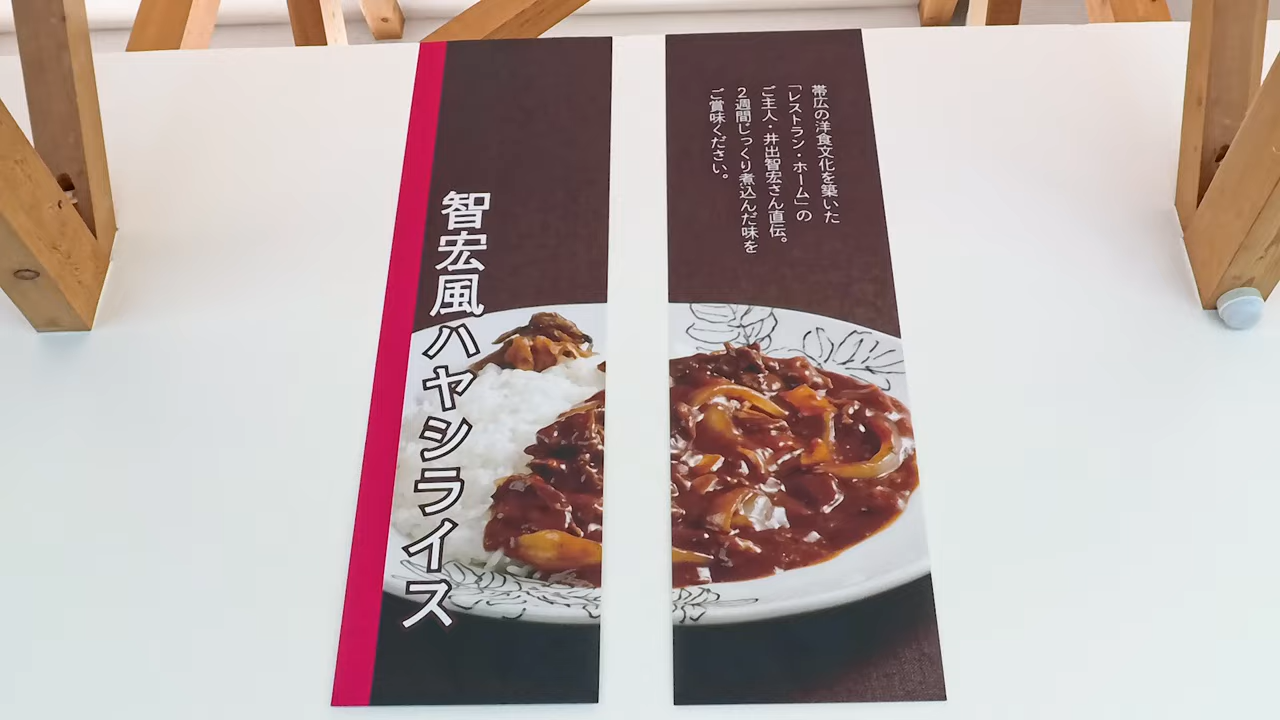 智宏風ハヤシライス
帯広の洋食文化を築いた
「レストラン・ホーム」の
ご主人・井出智宏さん直伝。
2週間じっくり煮込んだ味を
ご賞味ください。